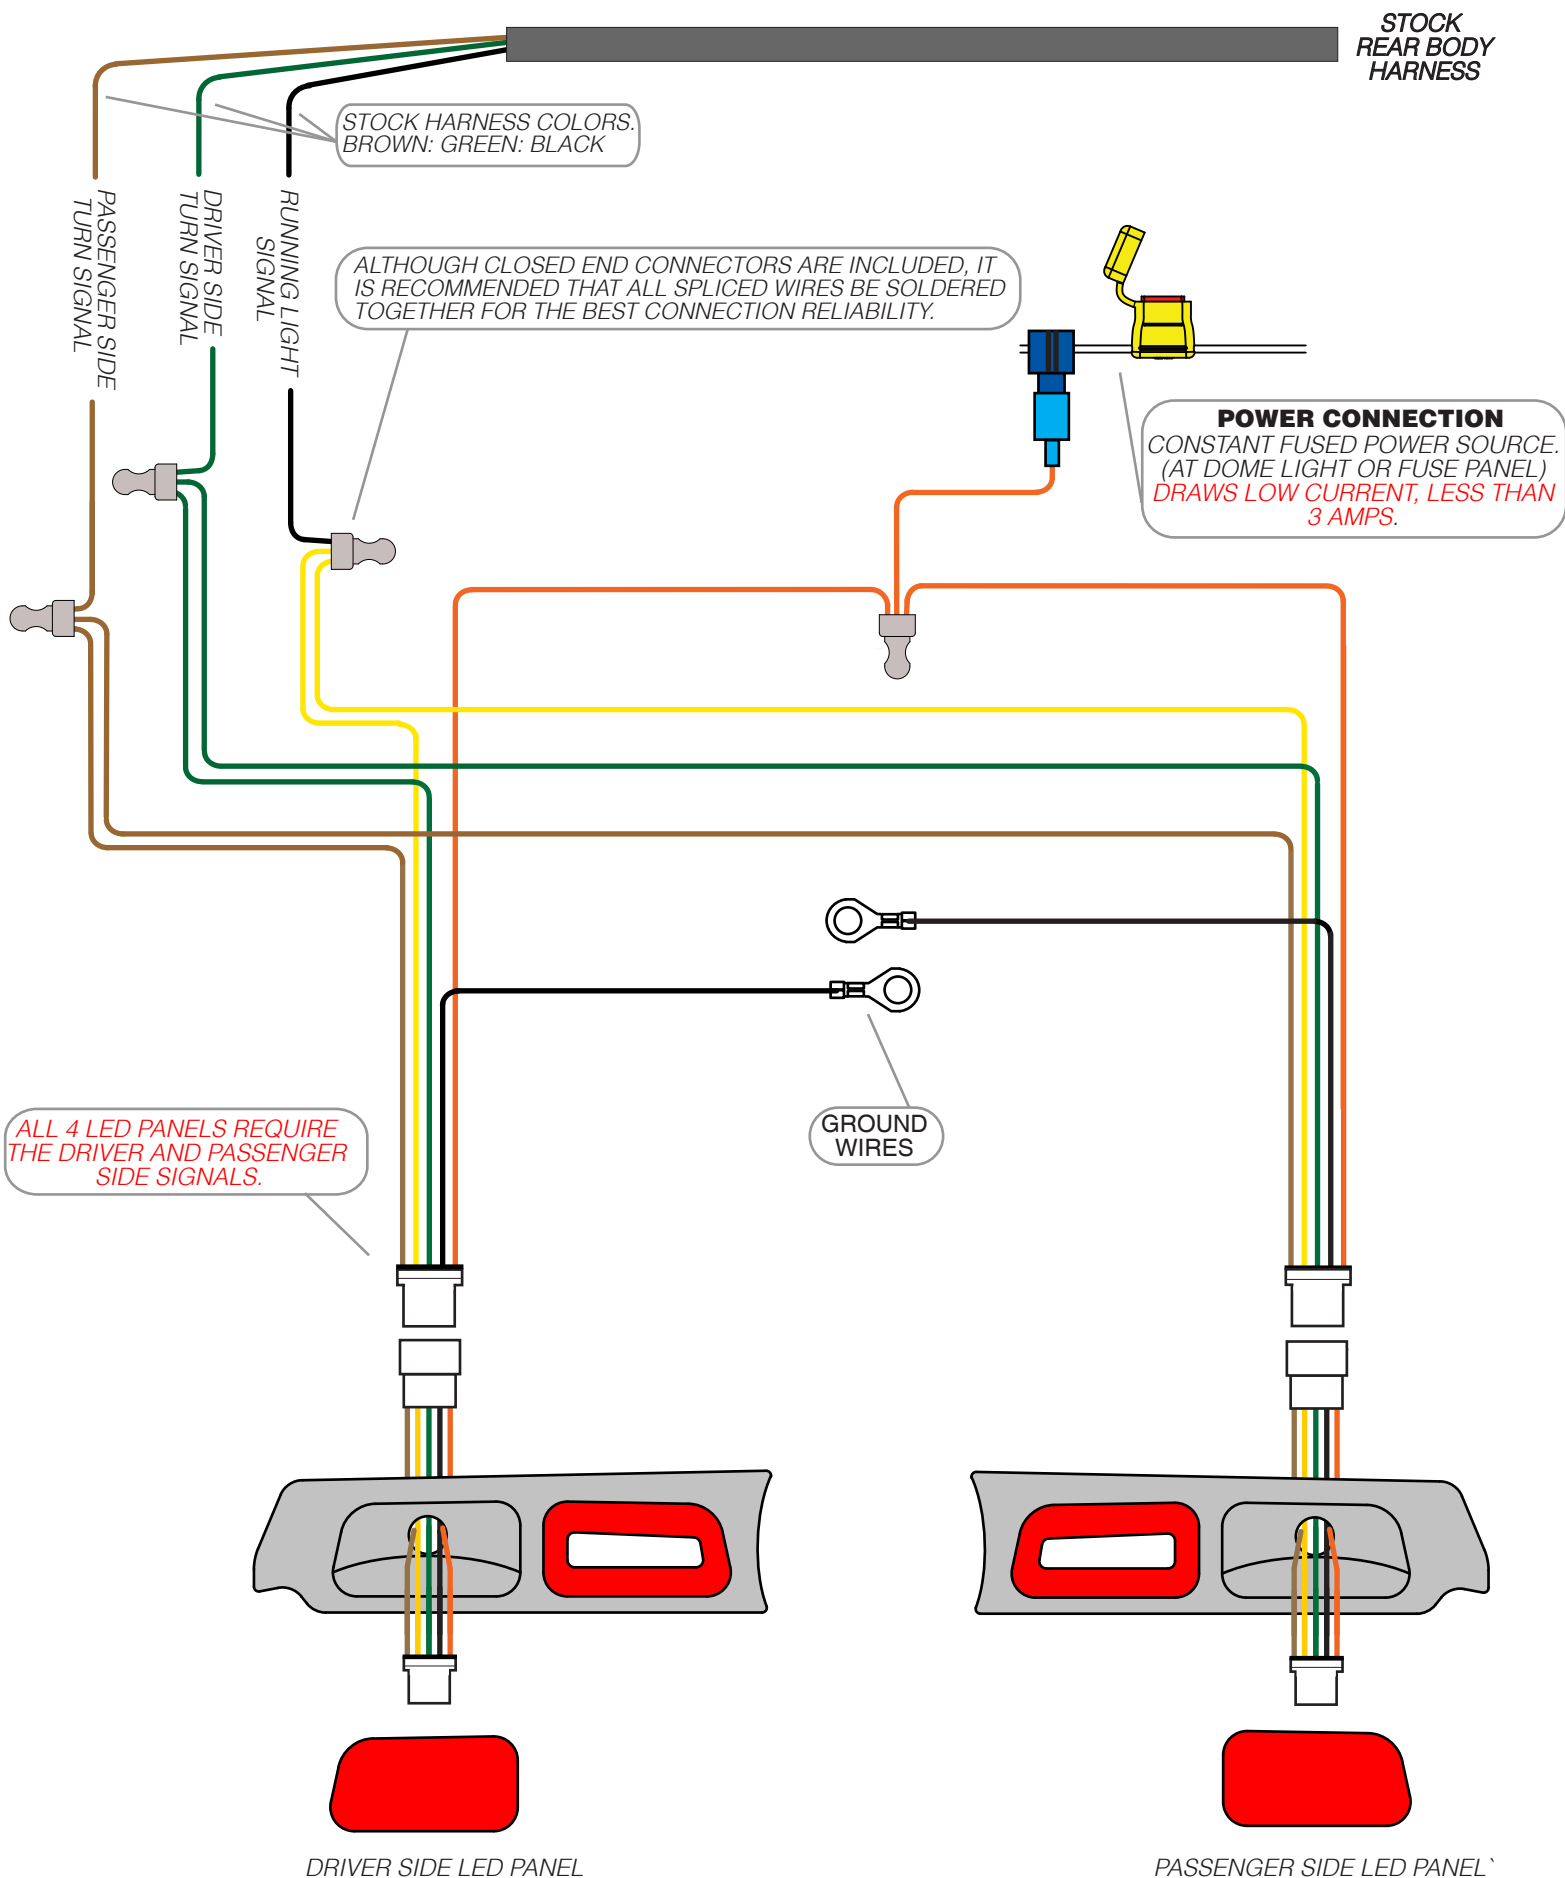 STOCK
REAR BODY
HARNESS
STOCK HARNESS COLORS.
BROWN: GREEN: BLACK
PASSENGER SIDE
TURN SIGNAL
DRIVER SIDE
TURN SIGNAL
RUNNING LIGHT
SIGNAL
ALTHOUGH CLOSED END CONNECTORS ARE INCLUDED, IT
IS RECOMMENDED THAT ALL SPLICED WIRES BE SOLDERED
TOGETHER FOR THE BEST CONNECTION RELIABILITY.
POWER CONNECTION
CONSTANT FUSED POWER SOURCE.
(AT DOME LIGHT OR FUSE PANEL)
DRAWS LOW CURRENT, LESS THAN
3 AMPS.
GROUND
WIRES
ALL 4 LED PANELS REQUIRE
THE DRIVER AND PASSENGER
SIDE SIGNALS.
DRIVER SIDE LED PANEL
PASSENGER SIDE LED PANEL`